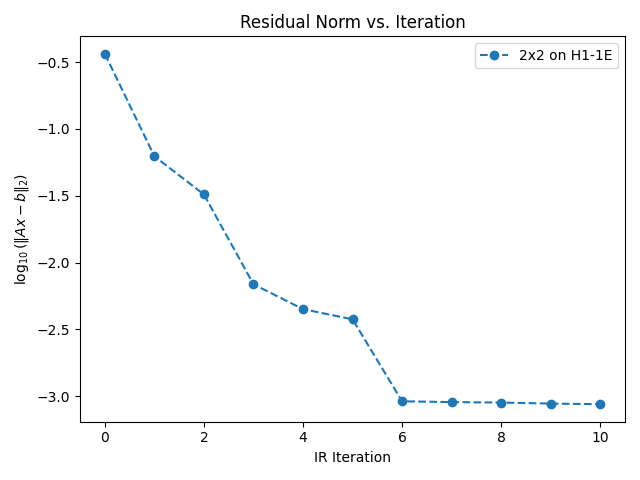 Residual Norm vs. Iteration
2x2 on H1-1E
−0.5
−1.0
−1.5
−2.0
−2.5
−3.0
log₁₀(‖Ax − b‖₂)
0 2 4 6 8 10
IR Iteration